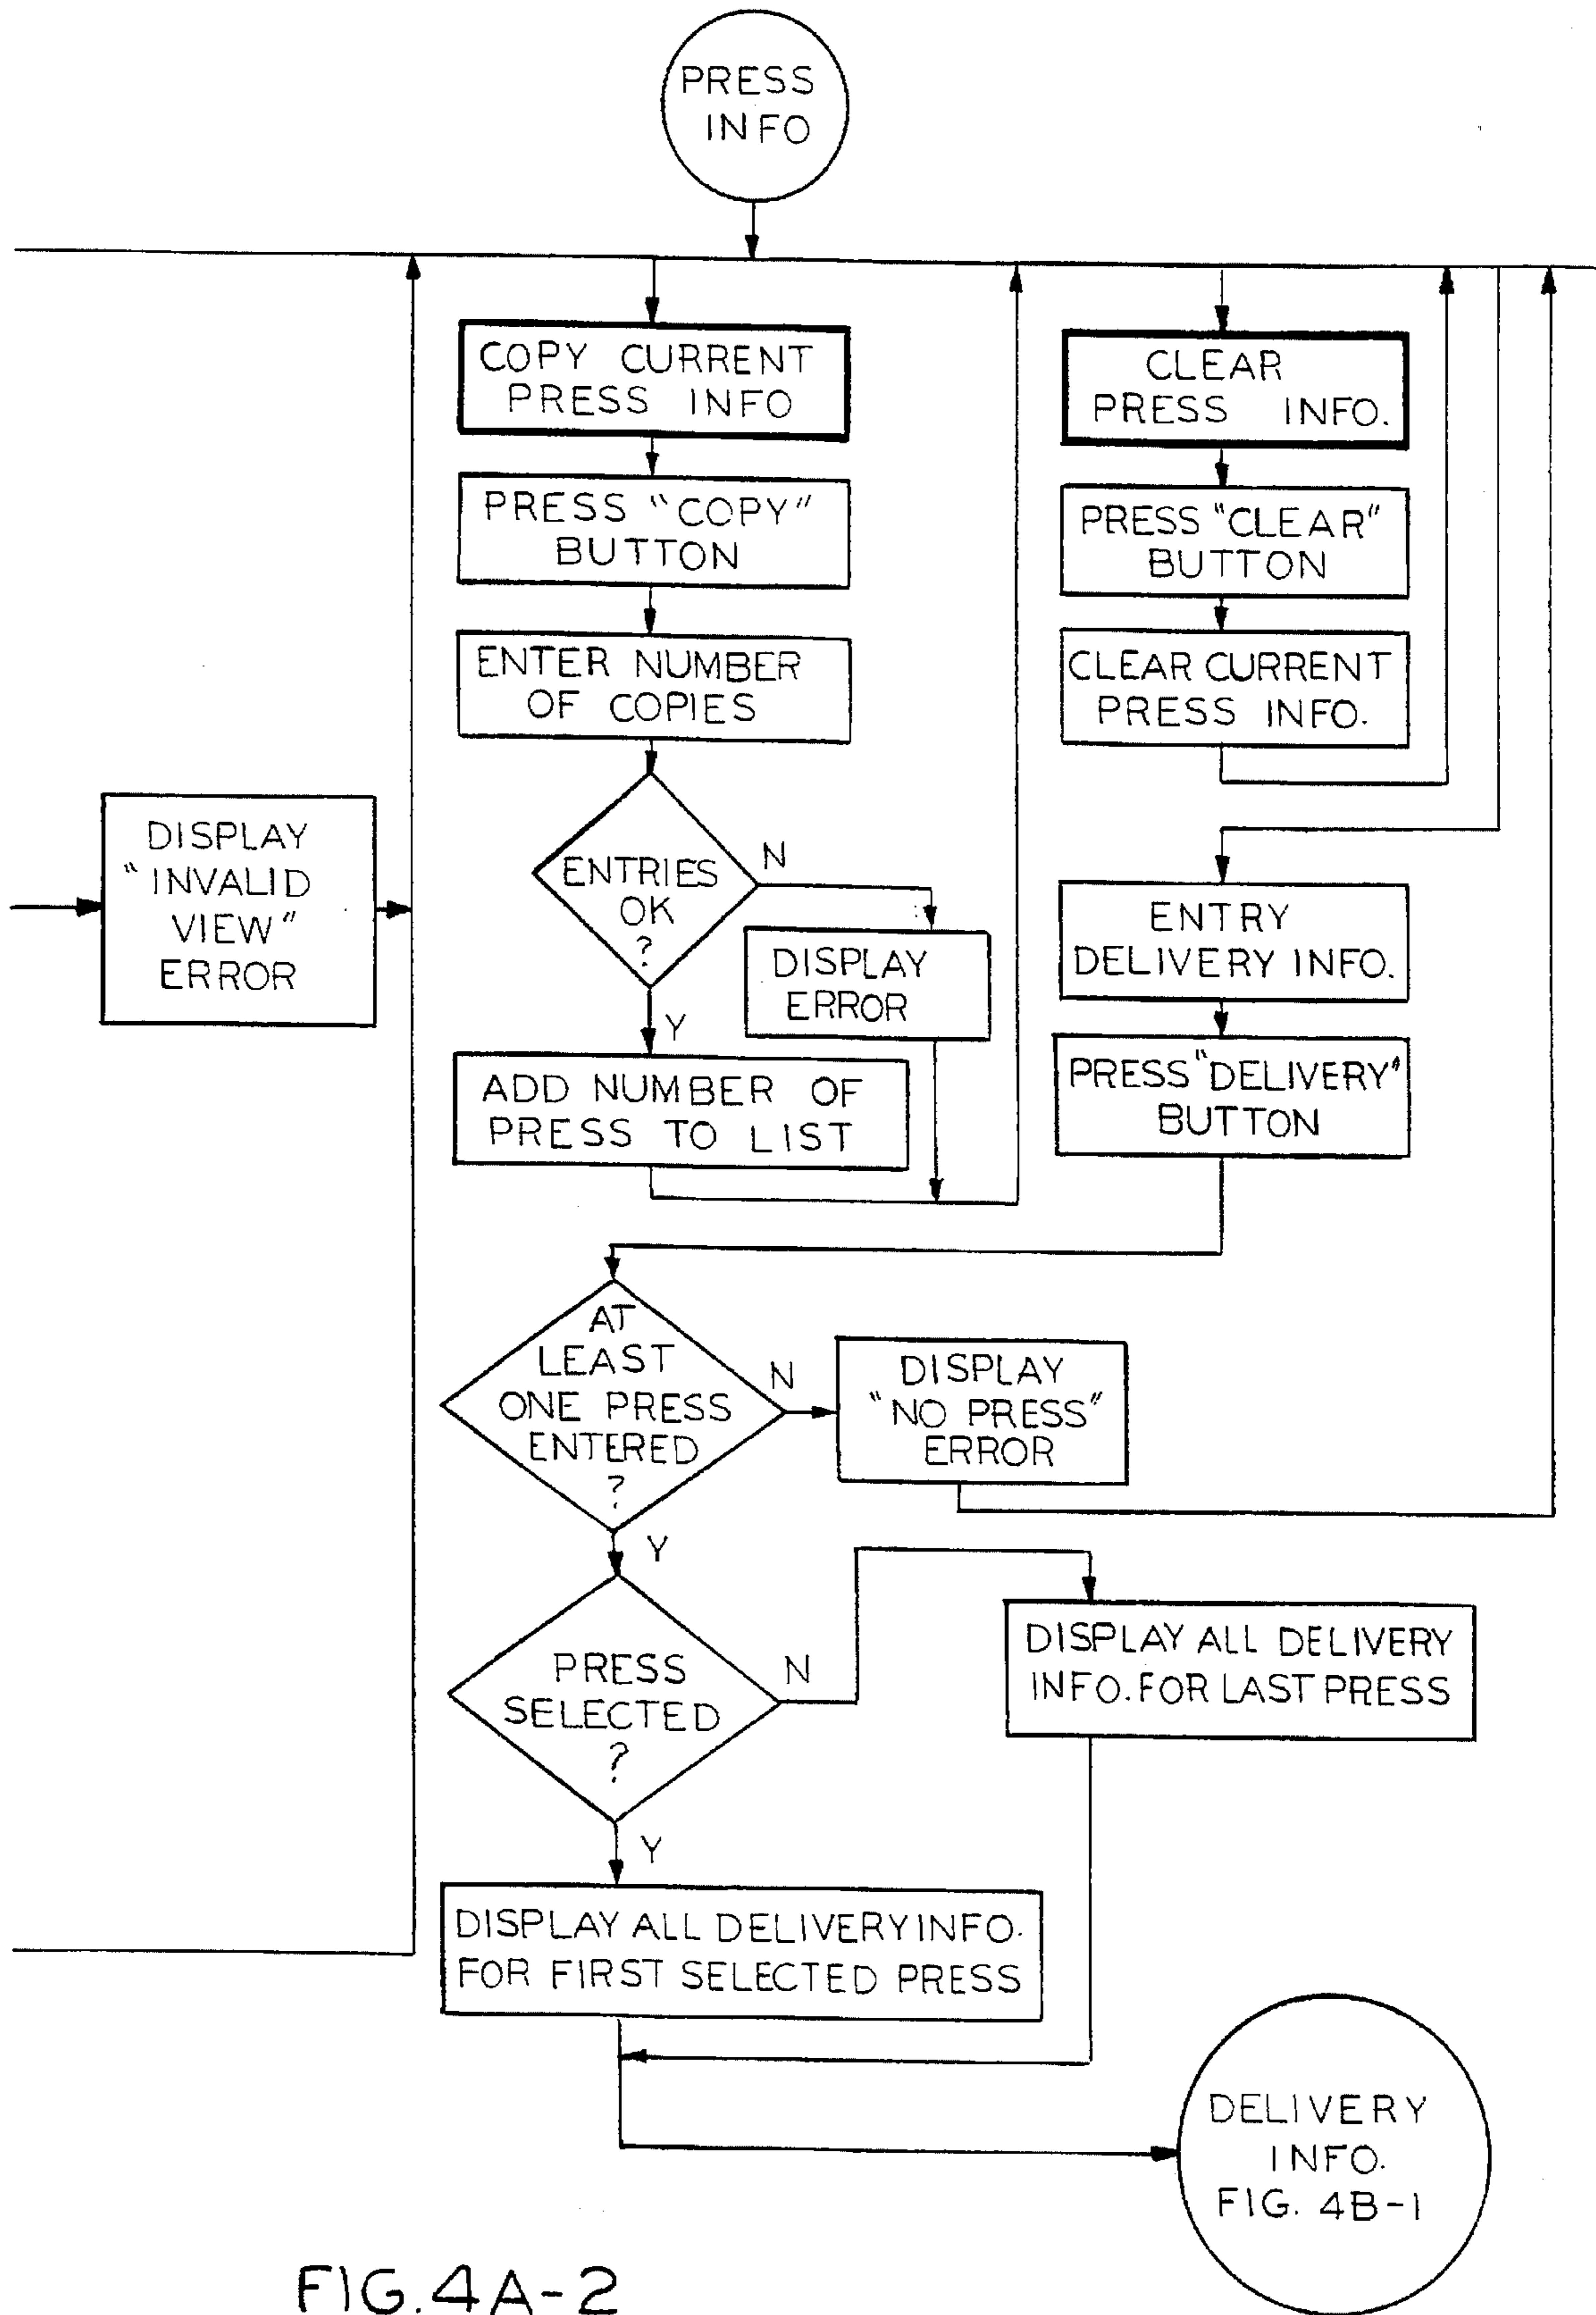 PRESS
INFO
COPY CURRENT
PRESS INFO
PRESS "COPY"
BUTTON
ENTER NUMBER
OF COPIES
ENTRIES
OK
?
N
DISPLAY
ERROR
Y
ADD NUMBER OF
PRESS TO LIST
CLEAR
PRESS INFO.
PRESS "CLEAR"
BUTTON
CLEAR CURRENT
PRESS INFO.
DISPLAY
"INVALID
VIEW"
ERROR
ENTRY
DELIVERY INFO.
PRESS "DELIVERY"
BUTTON
AT
LEAST
ONE PRESS
ENTERED
?
N
DISPLAY
"NO PRESS"
ERROR
Y
PRESS
SELECTED
?
N
DISPLAY ALL DELIVERY
INFO. FOR LAST PRESS
Y
DISPLAY ALL DELIVERY INFO.
FOR FIRST SELECTED PRESS
DELIVERY
INFO.
FIG. 4B-1
FIG. 4A-2